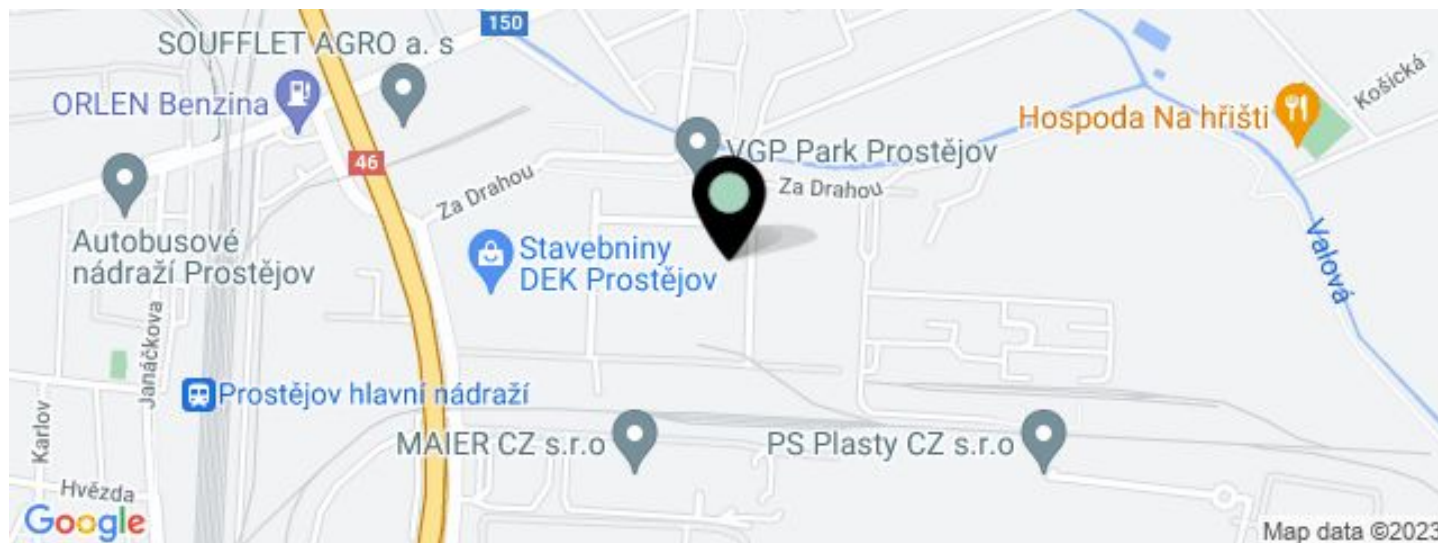 150
SOUFFLET AGRO a. s
ORLEN Benzina
46
Za Drahou
VGP Park Prostějov
Za Drahou
Hospoda Na hřišti
Košická
Autobusové
nádraží Prostějov
Stavebniny
DEK Prostějov
Valová
Janáčkova
Prostějov hlavní nádraží
Karlov
MAIER CZ s.r.o
PS Plasty CZ s.r.o
Hvězda
Google
Map data ©2023